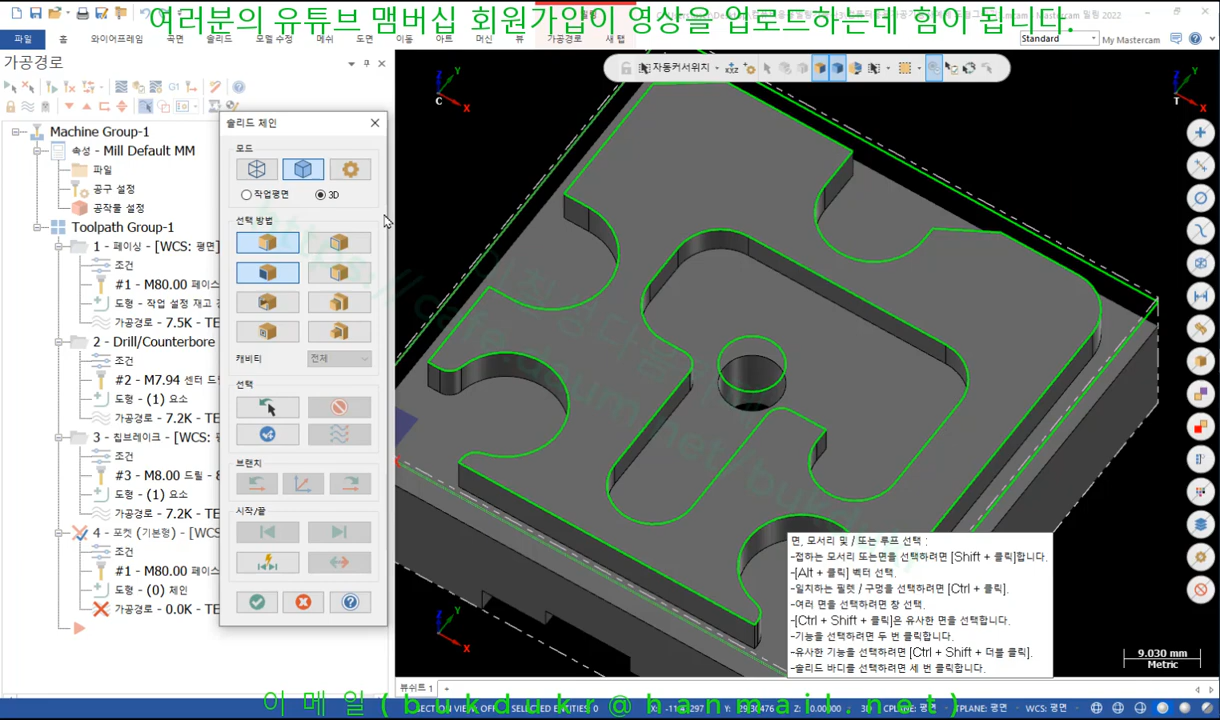 여러분의 유튜브 맴버십 회원가입이 영상을 업로드하는데 힘이 됩니다.
파일
홈
와이어프레임
곡면
솔리드
모델 수정
메쉬
도면
이동
아트
머신
뷰
가공경로
새 탭
Standard
My Mastercam
가공경로
자동커서위치
Machine Group-1
속성 - Mill Default MM
파일
공구 설정
공작물 설정
Toolpath Group-1
1 - 페이싱 - [WCS: 평면]
조건
#1 - M80.00 페이스
도형 - 작업 설정 재고 
가공경로 - 7.5K - TE
2 - Drill/Counterbore
조건
#2 - M7.94 센터 드
도형 - (1) 요소
가공경로 - 7.2K - TE
3 - 칩브레이크 - [WCS:
조건
#3 - M8.00 드릴 - 8
도형 - (1) 요소
가공경로 - 7.2K - TE
4 - 포켓 (기본형) - [WCS
조건
#1 - M80.00 페이스
도형 - (0) 체인
가공경로 - 0.0K - TE
솔리드 체인
모드
작업평면
3D
선택 방법
캐비티
전체
선택
브랜치
시작/끝
Y
Z
X
C
Y
Z
X
T
Y
Z
X
Y
Z
X
면, 모서리 및 / 또는 루프 선택 ;
-접하는 모서리 또는면을 선택하려면 [Shift + 클릭]합니다.
-[Alt + 클릭] 벡터 선택.
-일치하는 필렛 / 구멍을 선택하려면 [Ctrl + 클릭].
-여러 면을 선택하려면 창 선택.
-[Ctrl + Shift + 클릭]은 유사한 면을 선택합니다.
-기능을 선택하려면 두 번 클릭합니다.
-유사한 기능을 선택하려면 [Ctrl + Shift + 더블 클릭].
-솔리드 바디를 선택하려면 세 번 클릭합니다.
9.030 mm
Metric
뷰쉬트 1
이 메 일 ( b u k d u k r @ h a n m a i l . n e t )
SECTION VIEW: OFF
SELECTED ENTITIES: 0
3D
CPLANE: 평면
TPLANE: 평면
WCS: 평면